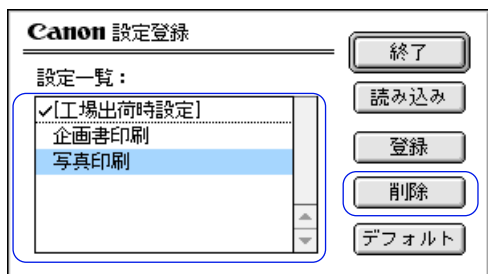 Canon 設定登録
設定一覧：
✓[工場出荷時設定]
企画書印刷
写真印刷
終了
読み込み
登録
削除
デフォルト